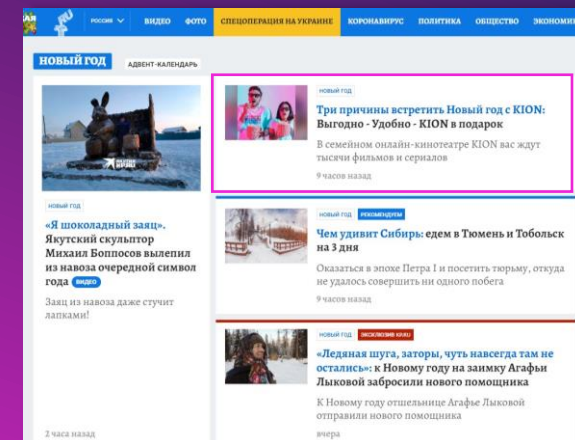 РОССИЯ ВИДЕО ФОТО СПЕЦОПЕРАЦИЯ НА УКРАИНЕ КОРОНАВИРУС ПОЛИТИКА ОБЩЕСТВО
НОВЫЙ ГОД АДВЕНТ-КАЛЕНДАРЬ
НОВЫЙ ГОД
«Я шоколадный заяц».
Якутский скульптор
Михаил Боппосов вылепил
из навоза очередной символ
года ВИДЕО
Заяц из навоза даже стучит
лапками!
2 часа назад
НОВЫЙ ГОД
Три причины встретить Новый год с KION:
Выгодно - Удобно - KION в подарок
В семейном онлайн-кинотеатре KION вас ждут
тысячи фильмов и сериалов
9 часов назад
НОВЫЙ ГОД РЕКОМЕНДУЕМ
Чем удивит Сибирь: едем в Тюмень и Тобольск
на 3 дня
Оказаться в эпохе Петра I и посетить тюрьму, откуда
не удалось совершить ни одного побега
9 часов назад
НОВЫЙ ГОД ЭКСКЛЮЗИВ KP.RU
«Ледяная шуга, заторы, чуть навсегда там не
остались»: к Новому году на заимку Агафьи
Лыковой забросили нового помощника
К Новому году отшельнице Агафье Лыковой
отправили нового помощника
вчера